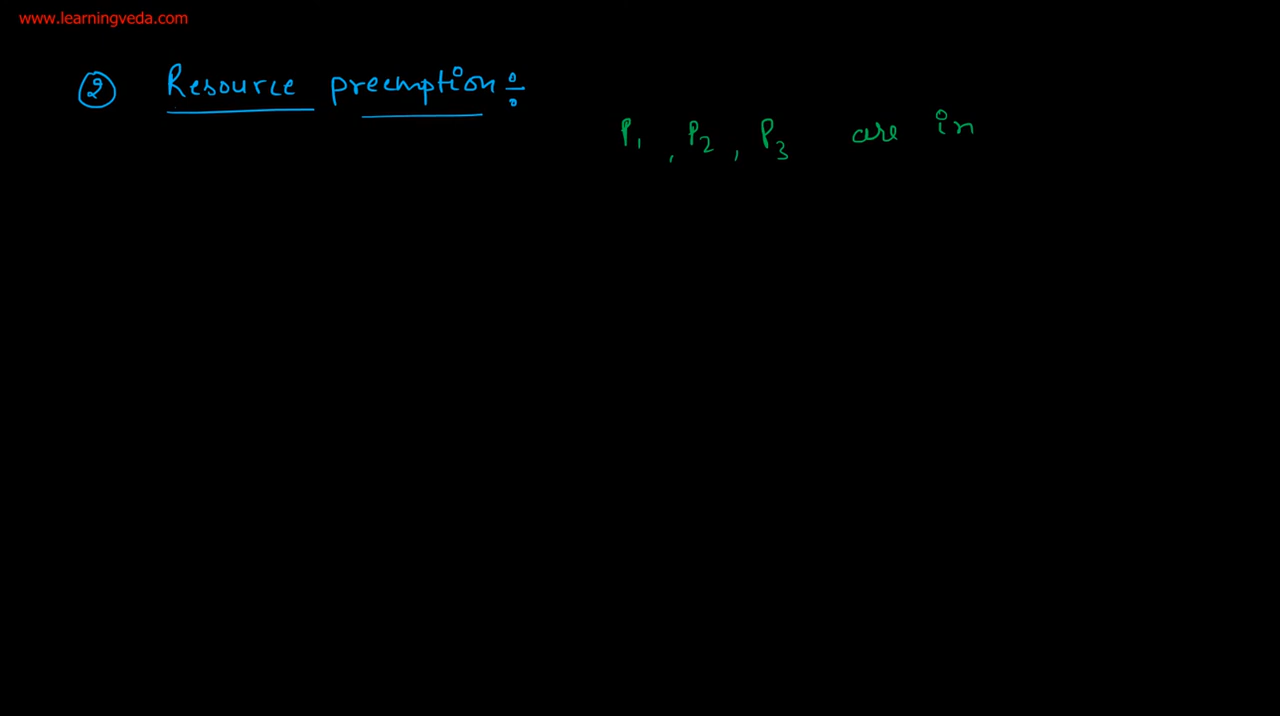 www.learningveda.com
② Resource preemption÷
P₁, P₂, P₃ are in